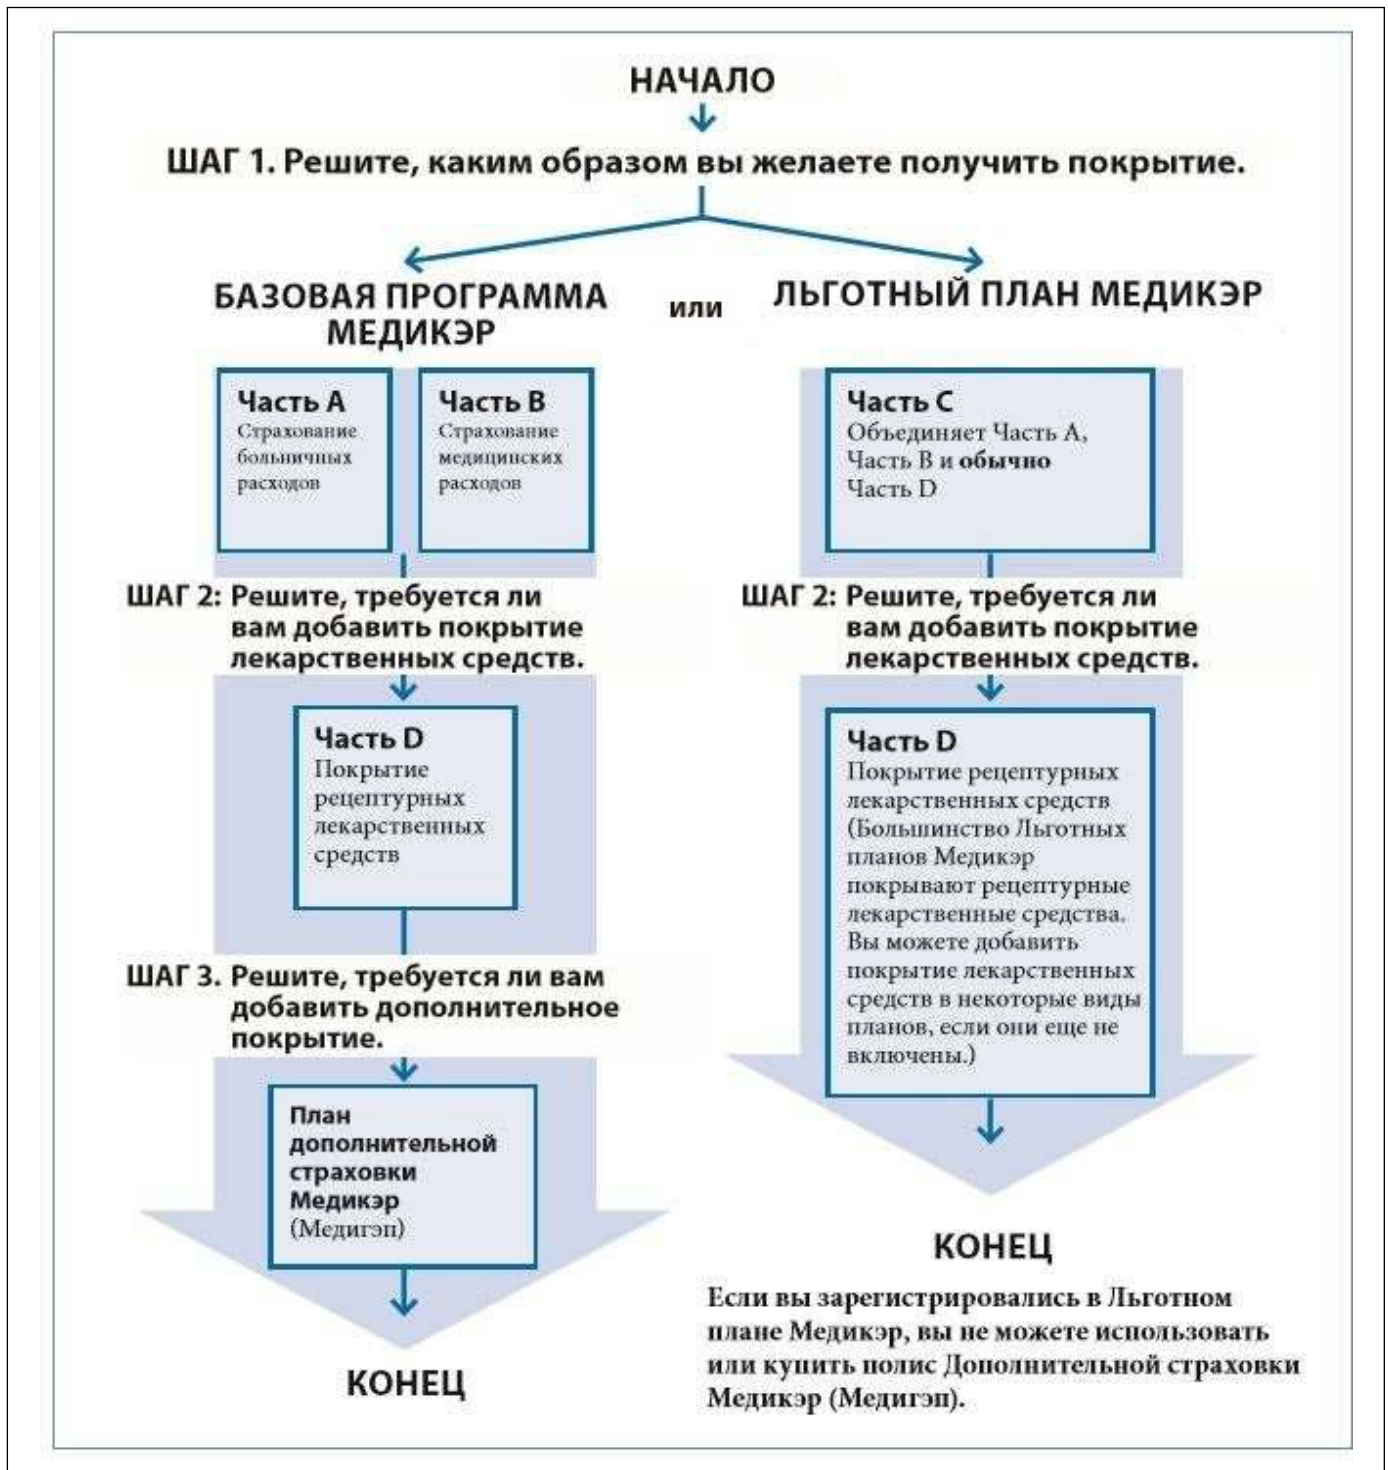 НАЧАЛО
ШАГ 1. Решите, каким образом вы желаете получить покрытие.
БАЗОВАЯ ПРОГРАММА
МЕДИКЭР
или
ЛЬГОТНЫЙ ПЛАН МЕДИКЭР
Часть A
Страхование
больничных
расходов
Часть B
Страхование
медицинских
расходов
ШАГ 2: Решите, требуется ли
вам добавить покрытие
лекарственных средств.
Часть D
Покрытие
рецептурных
лекарственных
средств
ШАГ 3. Решите, требуется ли вам
добавить дополнительное
покрытие.
План
дополнительной
страховки
Медикэр
(Медигэп)
КОНЕЦ
Часть C
Объединяет Часть A,
Часть B и обычно
Часть D
ШАГ 2: Решите, требуется ли
вам добавить покрытие
лекарственных средств.
Часть D
Покрытие рецептурных
лекарственных средств
(Большинство Льготных
планов Медикэр
покрывают рецептурные
лекарственные средства.
Вы можете добавить
покрытие лекарственных
средств в некоторые виды
планов, если они еще не
включены.)
КОНЕЦ
Если вы зарегистрировались в Льготном
плане Медикэр, вы не можете использовать
или купить полис Дополнительной страховки
Медикэр (Медигэп).